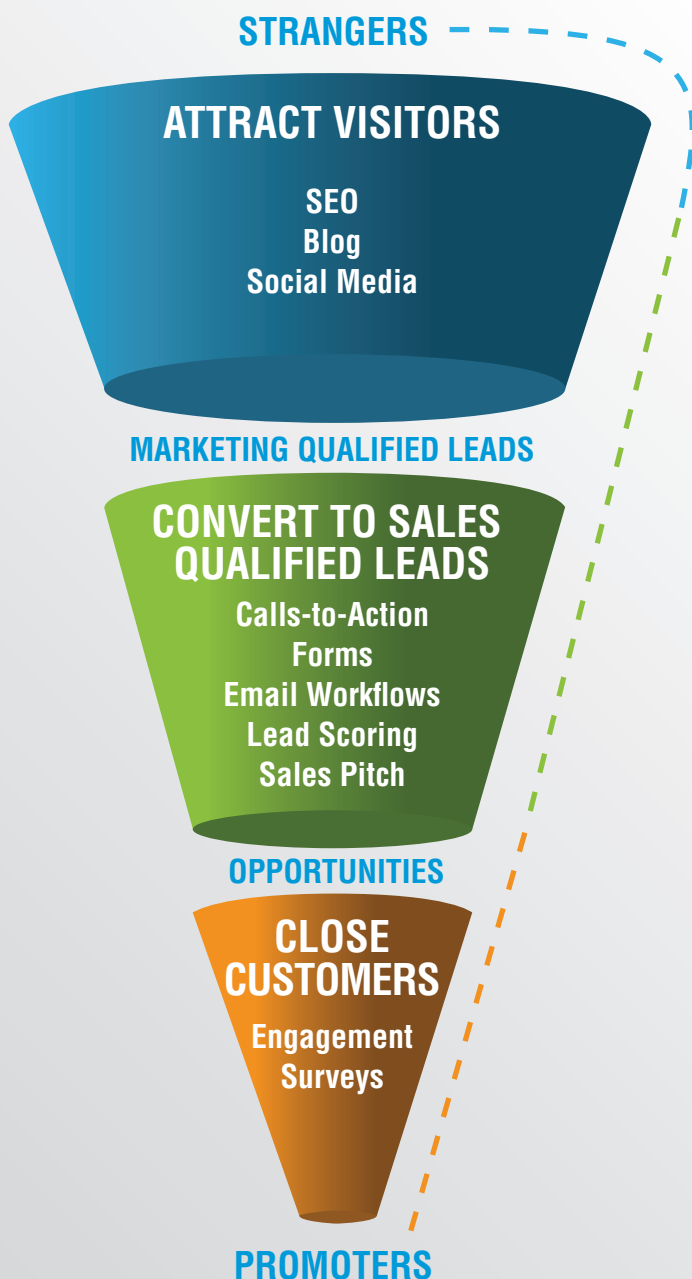 STRANGERS
ATTRACT VISITORS
SEO
Blog
Social Media
MARKETING QUALIFIED LEADS
CONVERT TO SALES
QUALIFIED LEADS
Calls-to-Action
Forms
Email Workflows
Lead Scoring
Sales Pitch
OPPORTUNITIES
CLOSE
CUSTOMERS
Engagement
Surveys
PROMOTERS